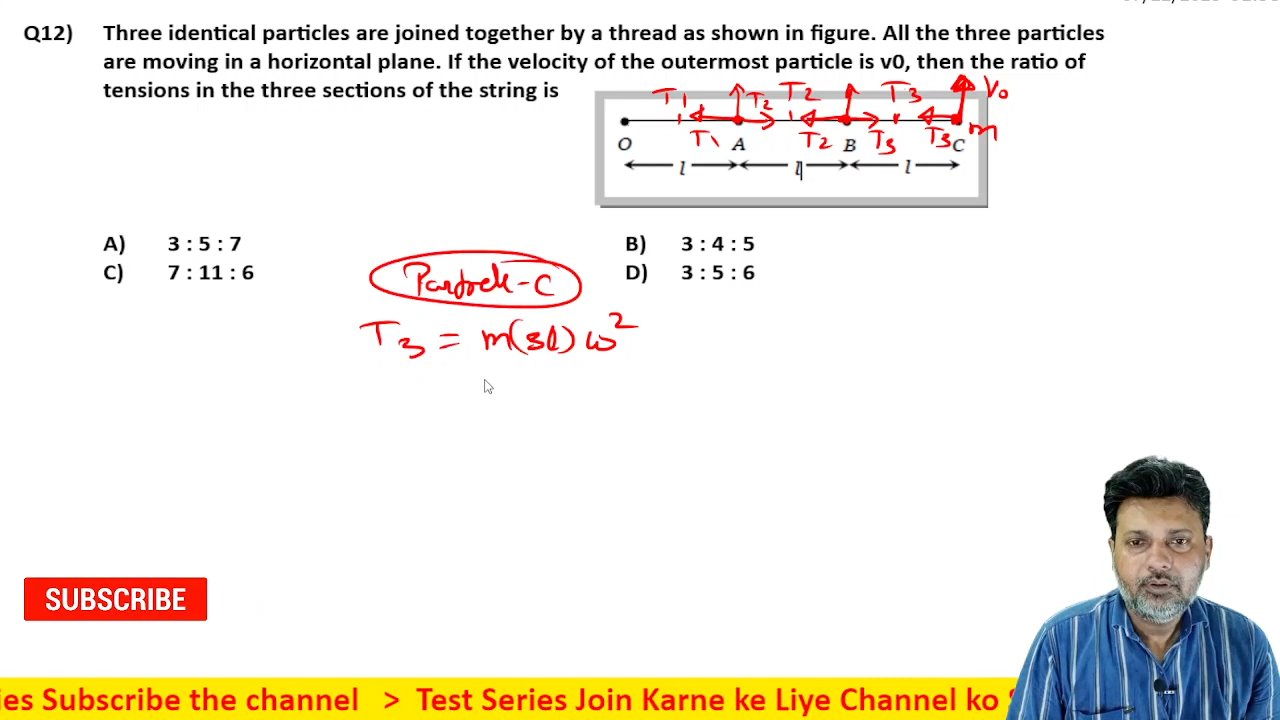 Q12) Three identical particles are joined together by a thread as shown in figure. All the three particles
are moving in a horizontal plane. If the velocity of the outermost particle is v0, then the ratio of
tensions in the three sections of the string is
T1 T2 T2 T3 V0
T1 T2 T3 T3 m
O A B C
l l l
A) 3 : 5 : 7 B) 3 : 4 : 5
C) 7 : 11 : 6 D) 3 : 5 : 6
Particle - C
T3 = m(3l) ω²
SUBSCRIBE
ies Subscribe the channel > Test Series Join Karne ke Liye Channel ko